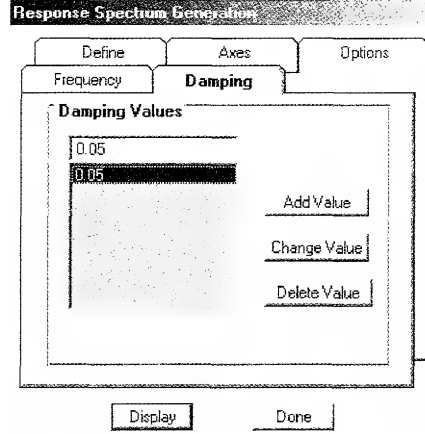 Response Spectrum Generation
Define Axes Options
Frequency Damping
Damping Values
0.05
0.05
Add Value
Change Value
Delete Value
Display Done